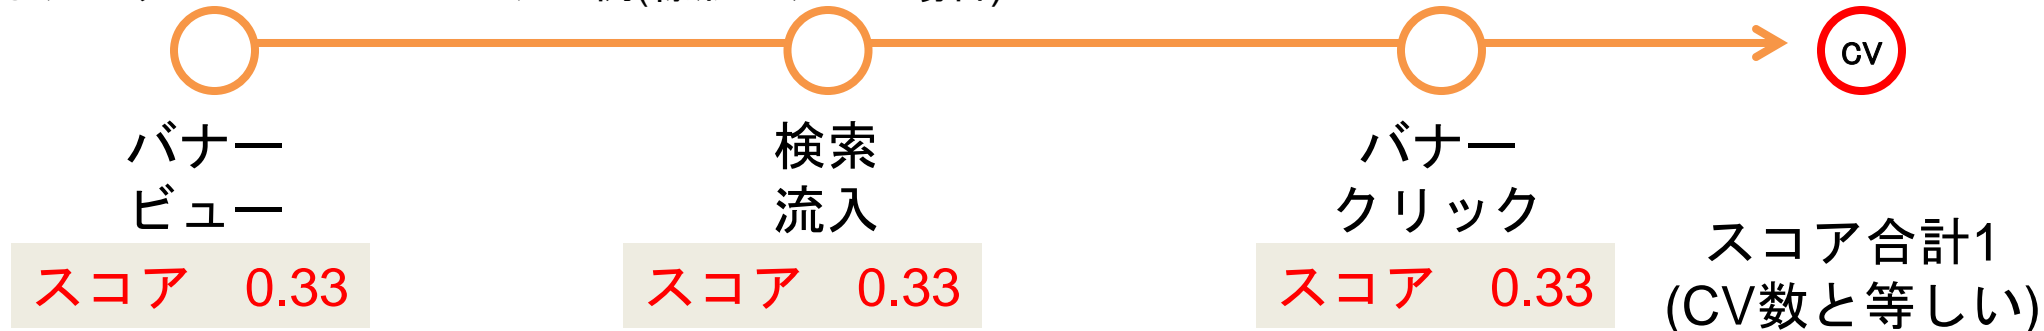 cv
バナー
ビュー
スコア 0.33
検索
流入
スコア 0.33
バナー
クリック
スコア 0.33
スコア合計1
(CV数と等しい)